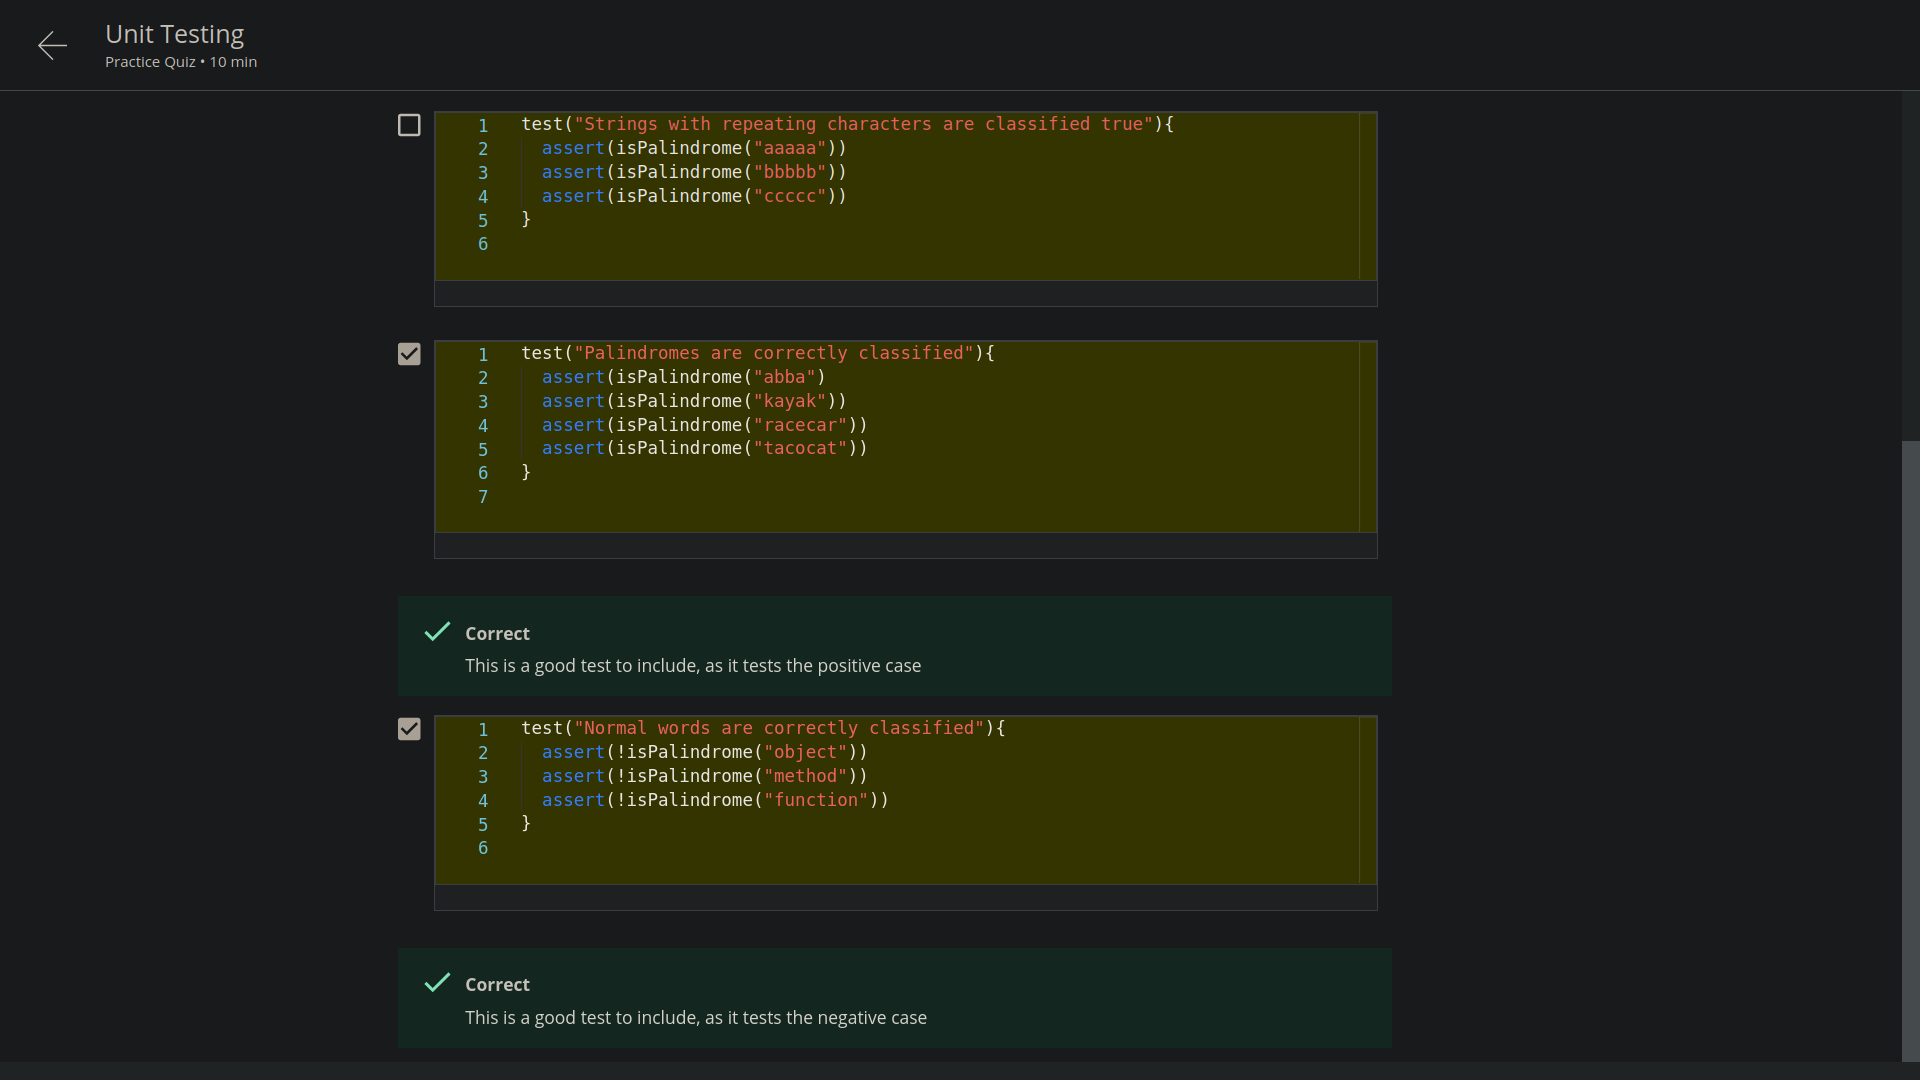 Unit Testing
Practice Quiz • 10 min
1 test("Strings with repeating characters are classified true"){
2 assert(isPalindrome("aaaaa"))
3 assert(isPalindrome("bbbbb"))
4 assert(isPalindrome("ccccc"))
5 }
6
1 test("Palindromes are correctly classified"){
2 assert(isPalindrome("abba")
3 assert(isPalindrome("kayak"))
4 assert(isPalindrome("racecar"))
5 assert(isPalindrome("tacocat"))
6 }
7
Correct
This is a good test to include, as it tests the positive case
1 test("Normal words are correctly classified"){
2 assert(!isPalindrome("object"))
3 assert(!isPalindrome("method"))
4 assert(!isPalindrome("function"))
5 }
6
Correct
This is a good test to include, as it tests the negative case